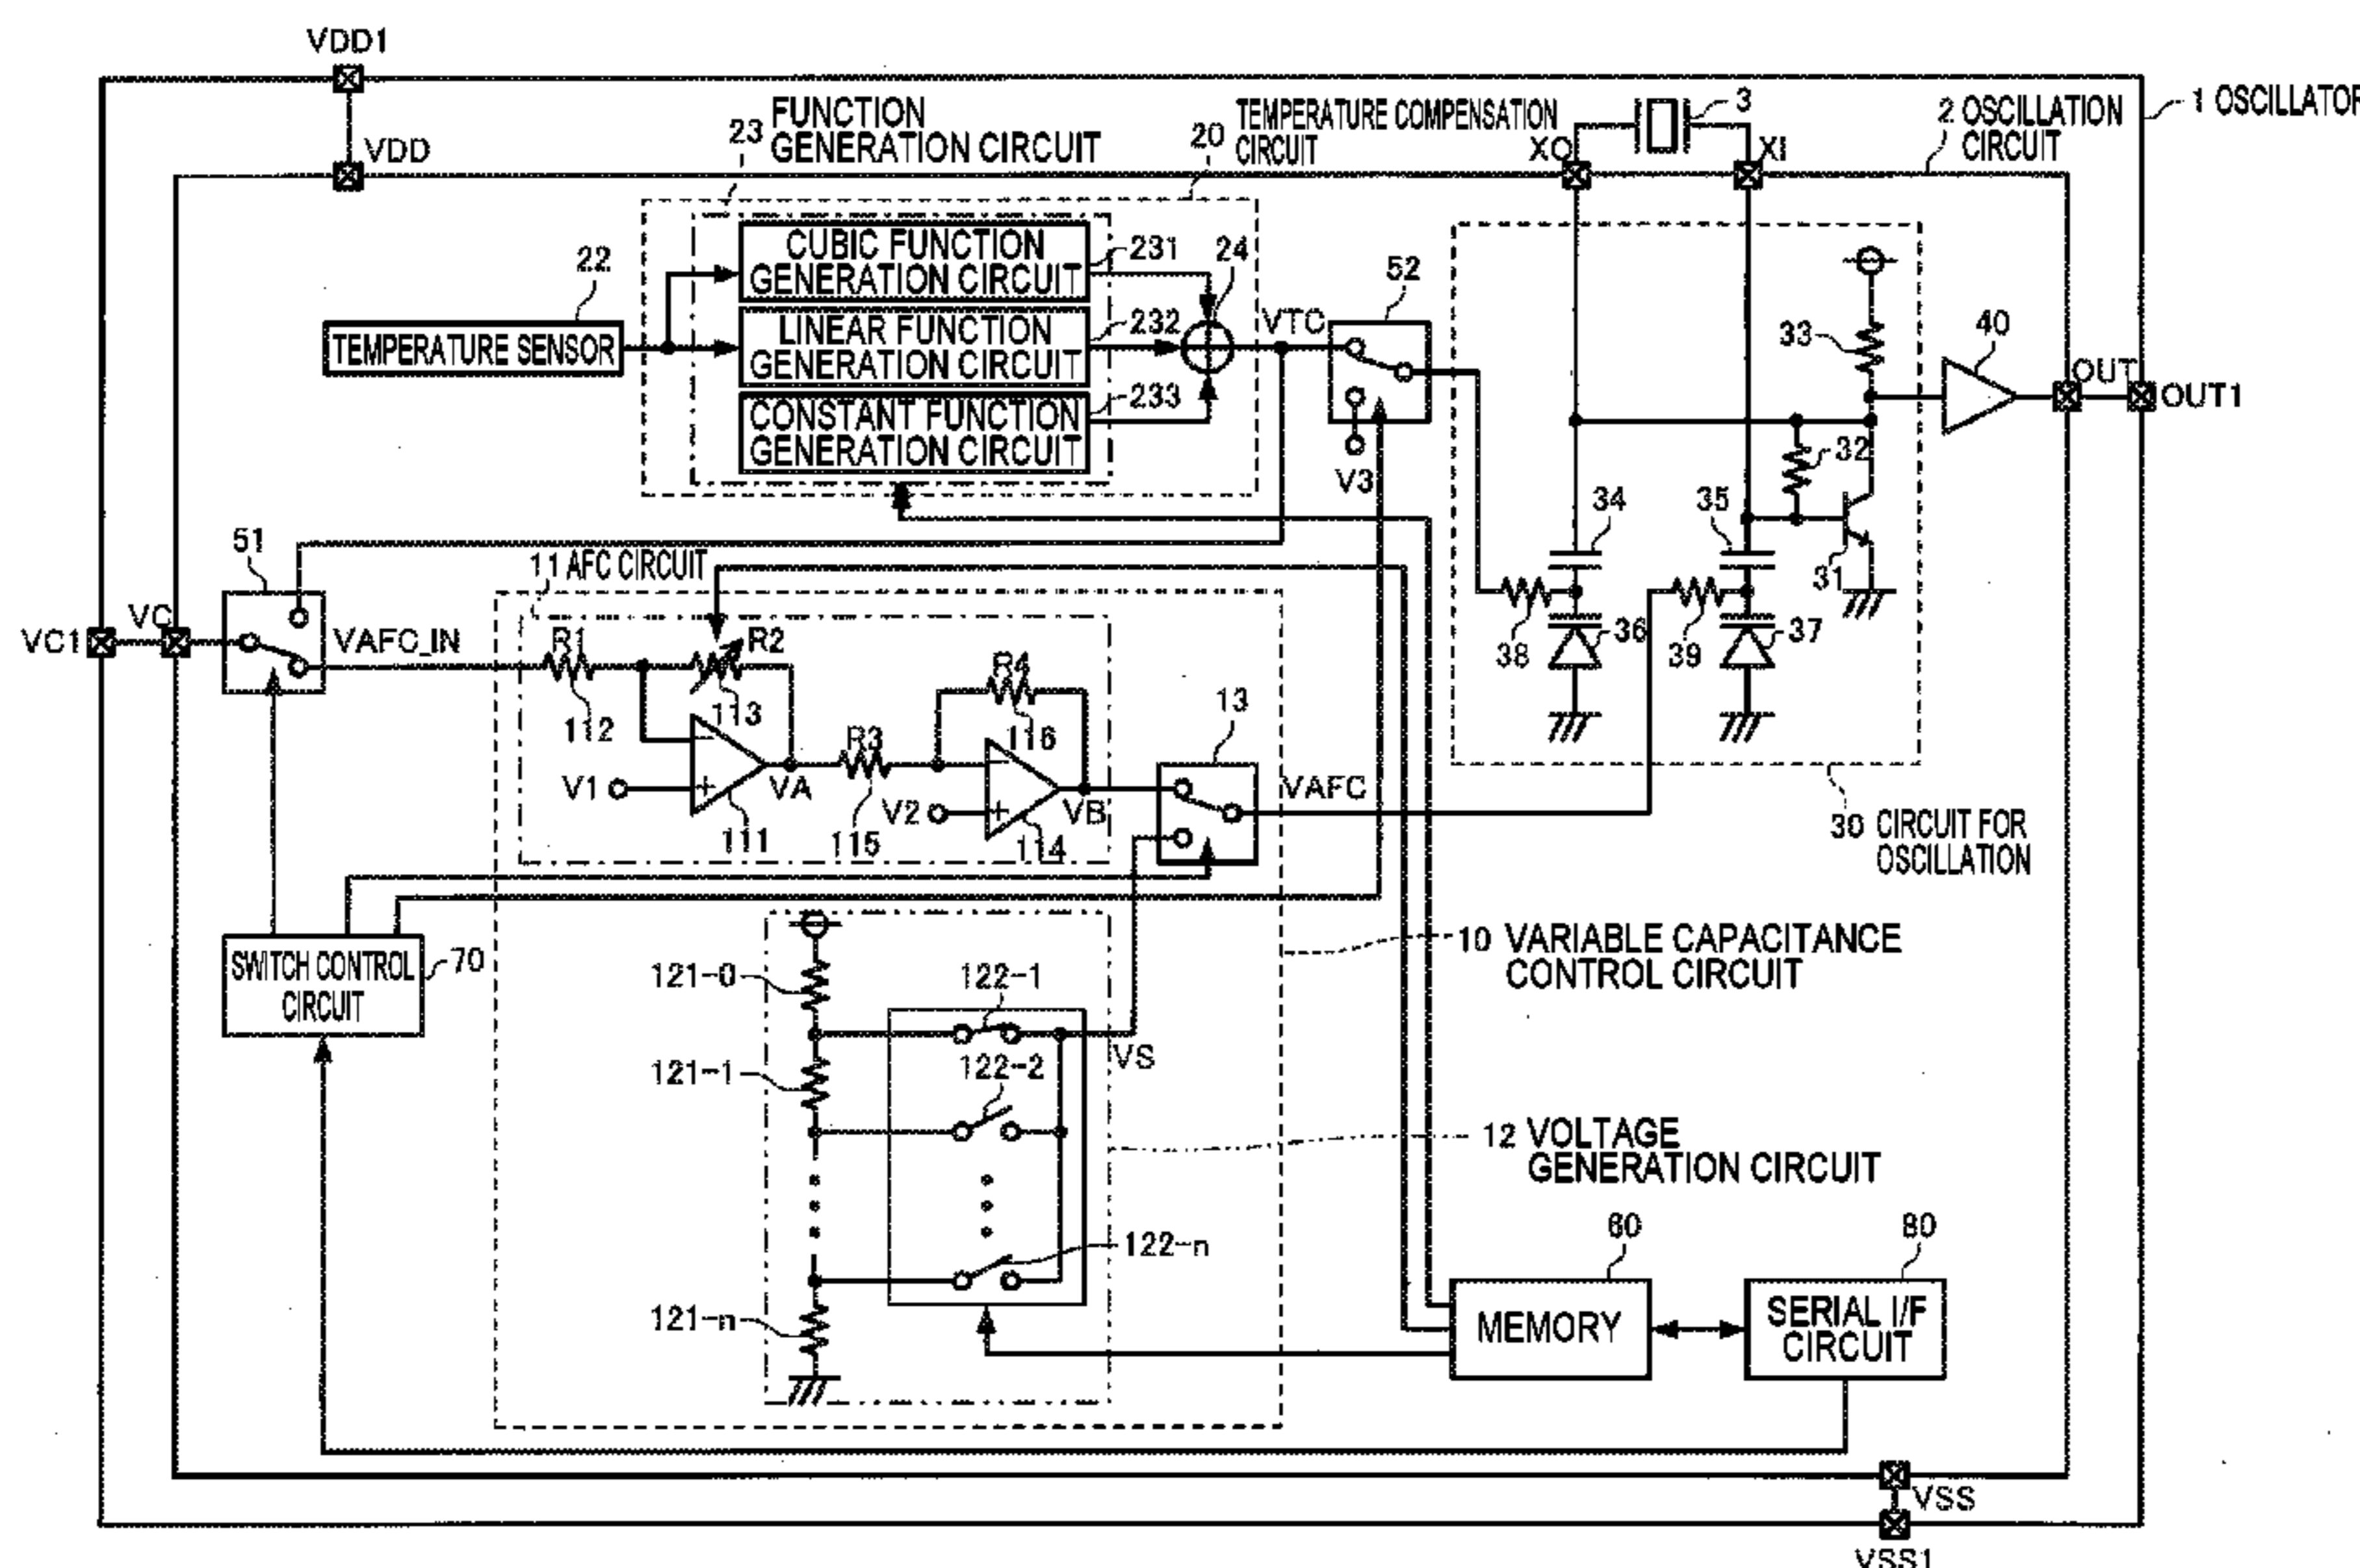 VDD1
VDD
23 FUNCTION
GENERATION CIRCUIT
20 TEMPERATURE COMPENSATION
CIRCUIT
XO
3
XI
2 OSCILLATION
CIRCUIT
1 OSCILLATOR
22
TEMPERATURE SENSOR
CUBIC FUNCTION
GENERATION CIRCUIT
231
24
LINEAR FUNCTION
GENERATION CIRCUIT
232
CONSTANT FUNCTION
GENERATION CIRCUIT
233
VTC
52
V3
33
40
OUT
OUT1
32
34
35
31
38
36
39
37
30 CIRCUIT FOR
OSCILLATION
51
VC1
VC
VAFC_IN
11 AFC CIRCUIT
R1
112
R2
113
V1
111
VA
R3
115
R4
116
V2
114
VB
13
VAFC
SWITCH CONTROL
CIRCUIT
70
10 VARIABLE CAPACITANCE
CONTROL CIRCUIT
121-0
122-1
VS
121-1
122-2
12 VOLTAGE
GENERATION CIRCUIT
122-n
121-n
60
MEMORY
80
SERIAL I/F
CIRCUIT
VSS
VSS1